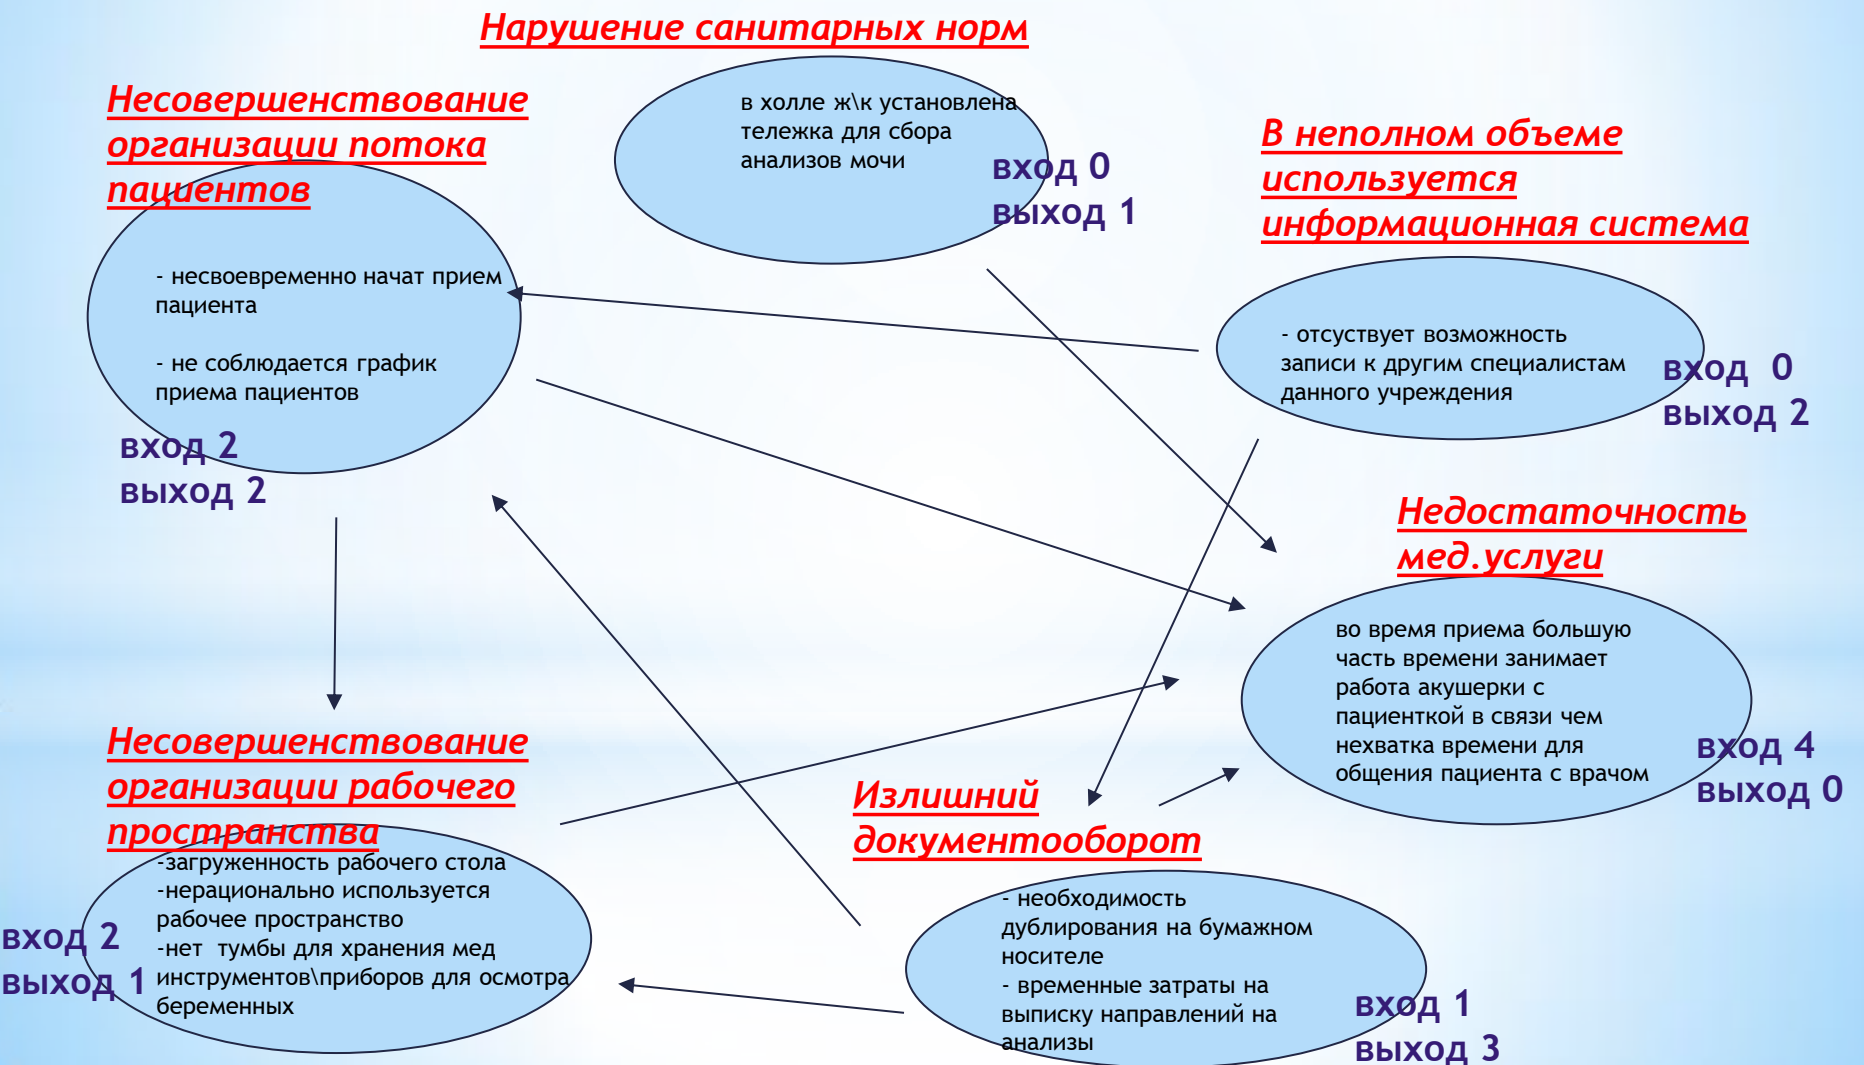 Нарушение санитарных норм
в холле ж\к установлена
тележка для сбора
анализов мочи
вход 0
выход 1
Несовершенствование
организации потока
пациентов
- несвоевременно начат прием
пациента
- не соблюдается график
приема пациентов
вход 2
выход 2
В неполном объеме
используется
информационная система
- отсуствует возможность
записи к другим специалистам
данного учреждения
вход 0
выход 2
Недостаточность
мед.услуги
во время приема большую
часть времени занимает
работа акушерки с
пациенткой в связи чем
нехватка времени для
общения пациента с врачом
вход 4
выход 0
Несовершенствование
организации рабочего
пространства
-загруженность рабочего стола
-нерационально используется
рабочее пространство
-нет тумбы для хранения мед
инструментов\приборов для осмотра
беременных
вход 2
выход 1
Излишний
документооборот
- необходимость
дублирования на бумажном
носителе
- временные затраты на
выписку направлений на
анализы
вход 1
выход 3